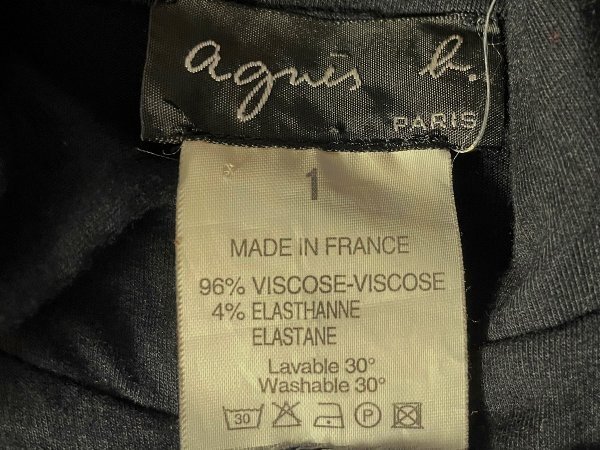 agnès b.
PARIS
1
MADE IN FRANCE
96% VISCOSE-VISCOSE
4% ELASTHANNE
ELASTANE
Lavable 30°
Washable 30°
30 P